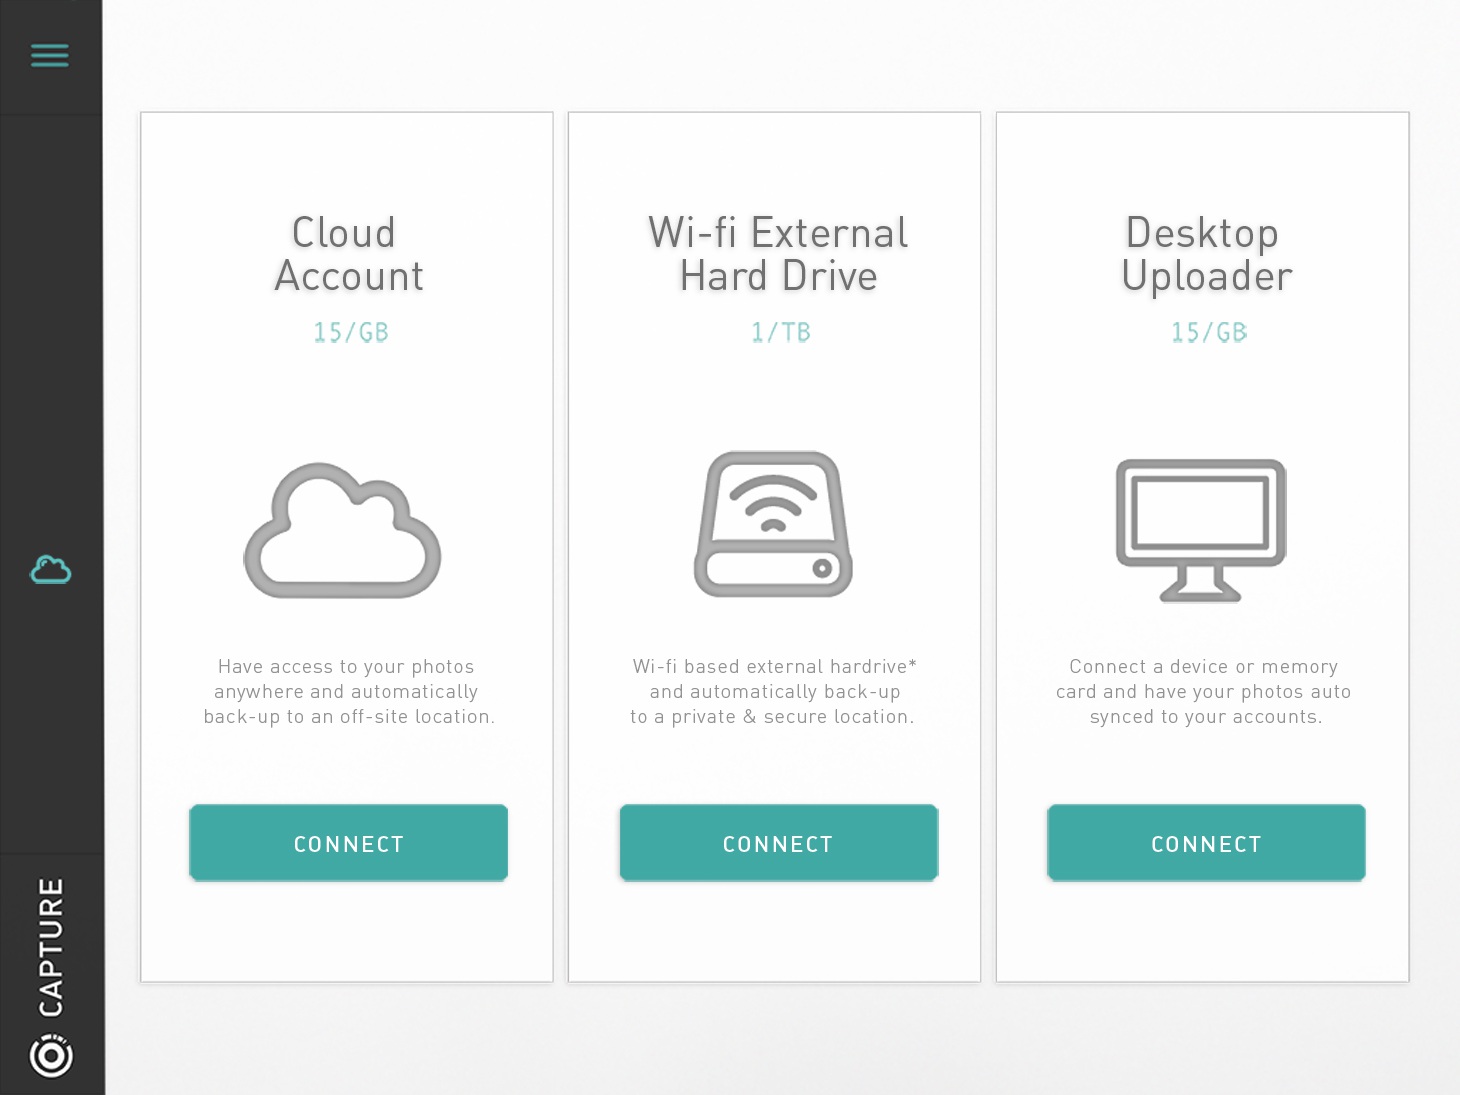 Cloud
Account
15/GB
Have access to your photos
anywhere and automatically
back-up to an off-site location.
CONNECT
Wi-fi External
Hard Drive
1/TB
Wi-fi based external hardrive*
and automatically back-up
to a private & secure location.
CONNECT
Desktop
Uploader
15/GB
Connect a device or memory
card and have your photos auto
synced to your accounts.
CONNECT
CAPTURE